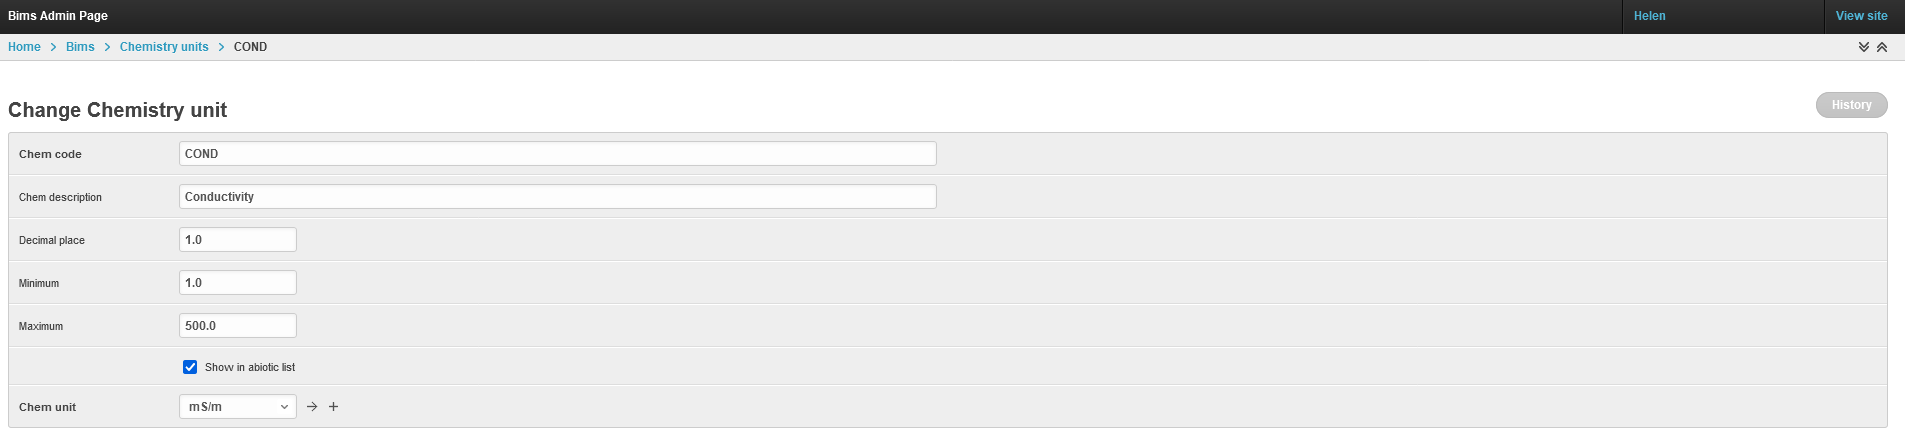 Bims Admin Page
Helen
View site
Home > Bims > Chemistry units > COND
Change Chemistry unit
History
Chem code COND
Chem description Conductivity
Decimal place 1.0
Minimum 1.0
Maximum 500.0
Show in abiotic list
Chem unit mS/m